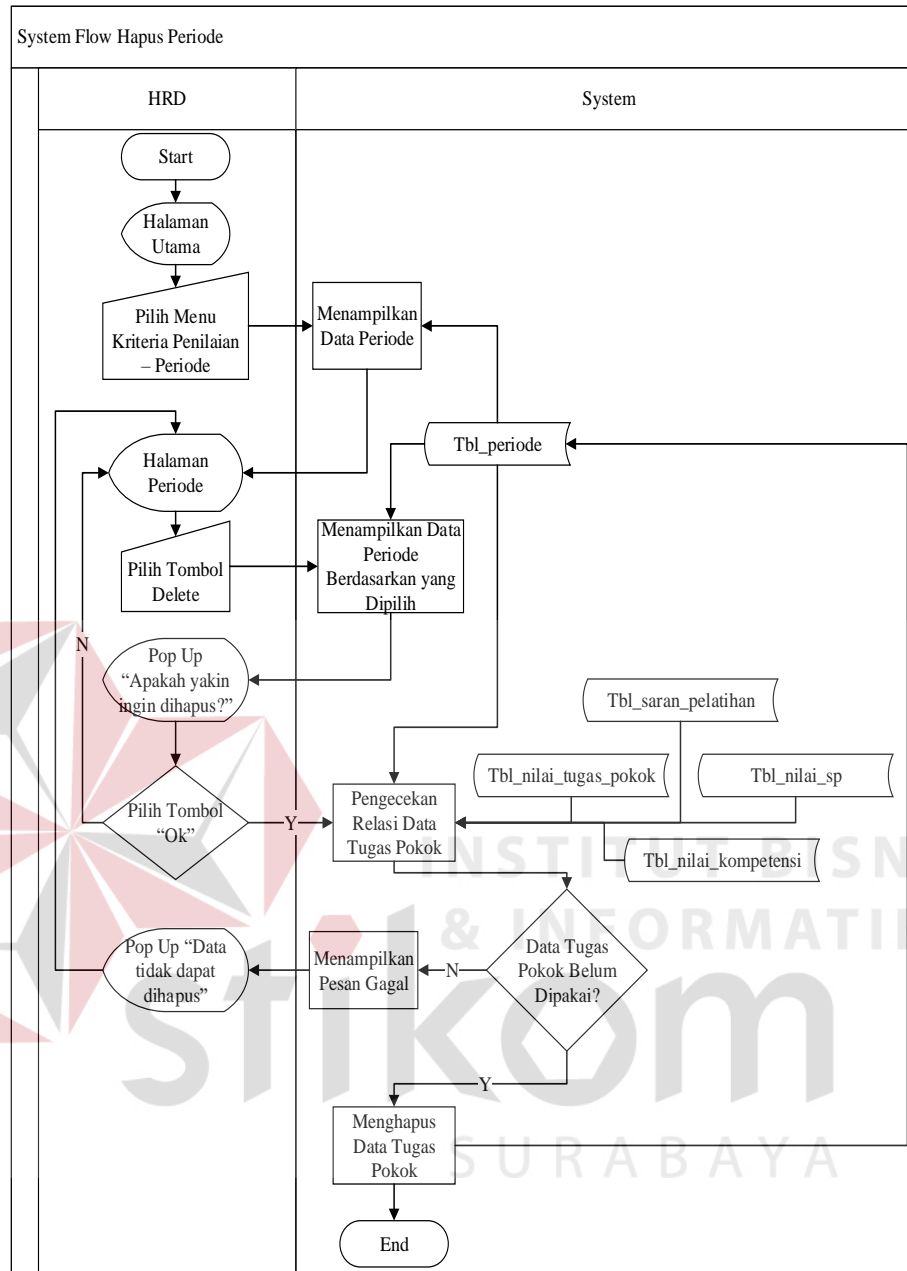 System Flow Hapus Periode
HRD
System
Start
Halaman
Utama
Pilih Menu
Kriteria Penilaian
– Periode
Menampilkan
Data Periode
Halaman
Periode
Tbl_periode
Pilih Tombol
Delete
Menampilkan Data
Periode
Berdasarkan yang
Dipilih
N
Pop Up
“Apakah yakin
ingin dihapus?”
Tbl_saran_pelatihan
Tbl_nilai_tugas_pokok
Tbl_nilai_sp
Pilih Tombol
“Ok”
Y
Pengecekan
Relasi Data
Tugas Pokok
Tbl_nilai_kompetensi
INSTITUT BISN
& INFORMATI
Pop Up “Data
tidak dapat
dihapus”
Menampilkan
Pesan Gagal
N
Data Tugas
Pokok Belum
Dipakai?
stikom
Y
Menghapus
Data Tugas
Pokok
SURABAYA
End